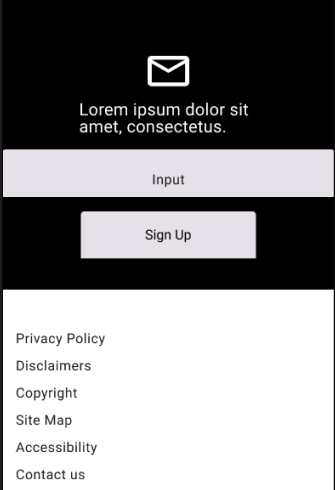 Lorem ipsum dolor sit
amet, consectetus.
Input
Sign Up
Privacy Policy
Disclaimers
Copyright
Site Map
Accessibility
Contact us